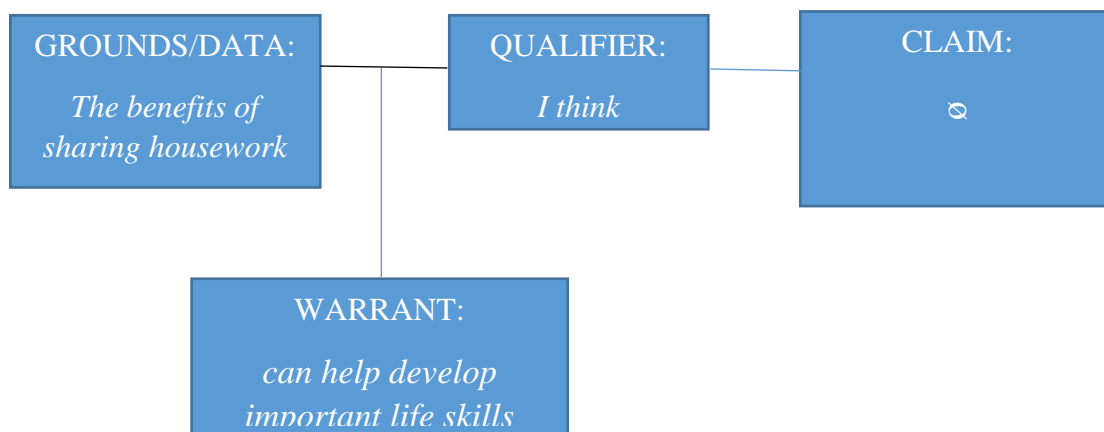 GROUNDS/DATA:
The benefits of
sharing housework
QUALIFIER:
I think
CLAIM:
Ø
WARRANT:
can help develop
important life skills